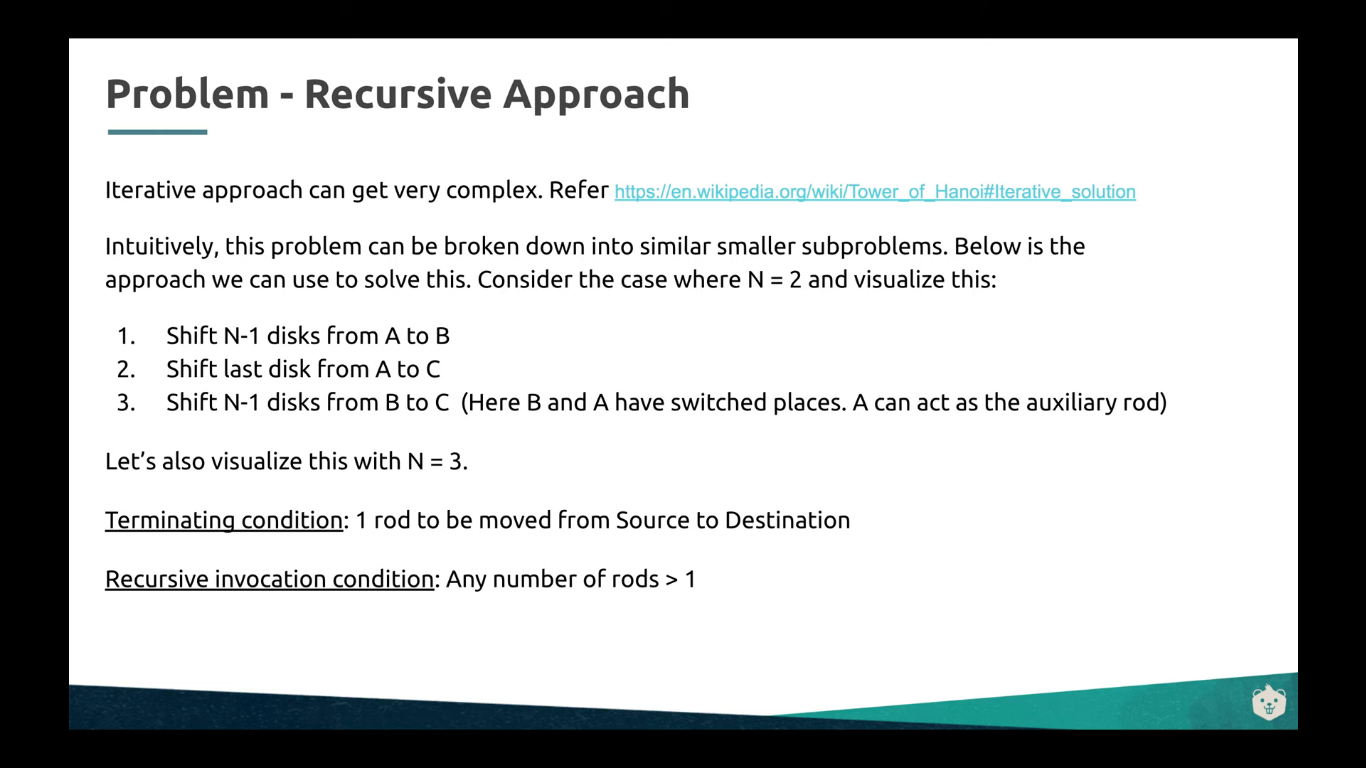 Problem - Recursive Approach
Iterative approach can get very complex. Refer https://en.wikipedia.org/wiki/Tower_of_Hanoi#Iterative_solution
Intuitively, this problem can be broken down into similar smaller subproblems. Below is the
approach we can use to solve this. Consider the case where N = 2 and visualize this:
1. Shift N-1 disks from A to B
2. Shift last disk from A to C
3. Shift N-1 disks from B to C (Here B and A have switched places. A can act as the auxiliary rod)
Let’s also visualize this with N = 3.
Terminating condition: 1 rod to be moved from Source to Destination
Recursive invocation condition: Any number of rods > 1